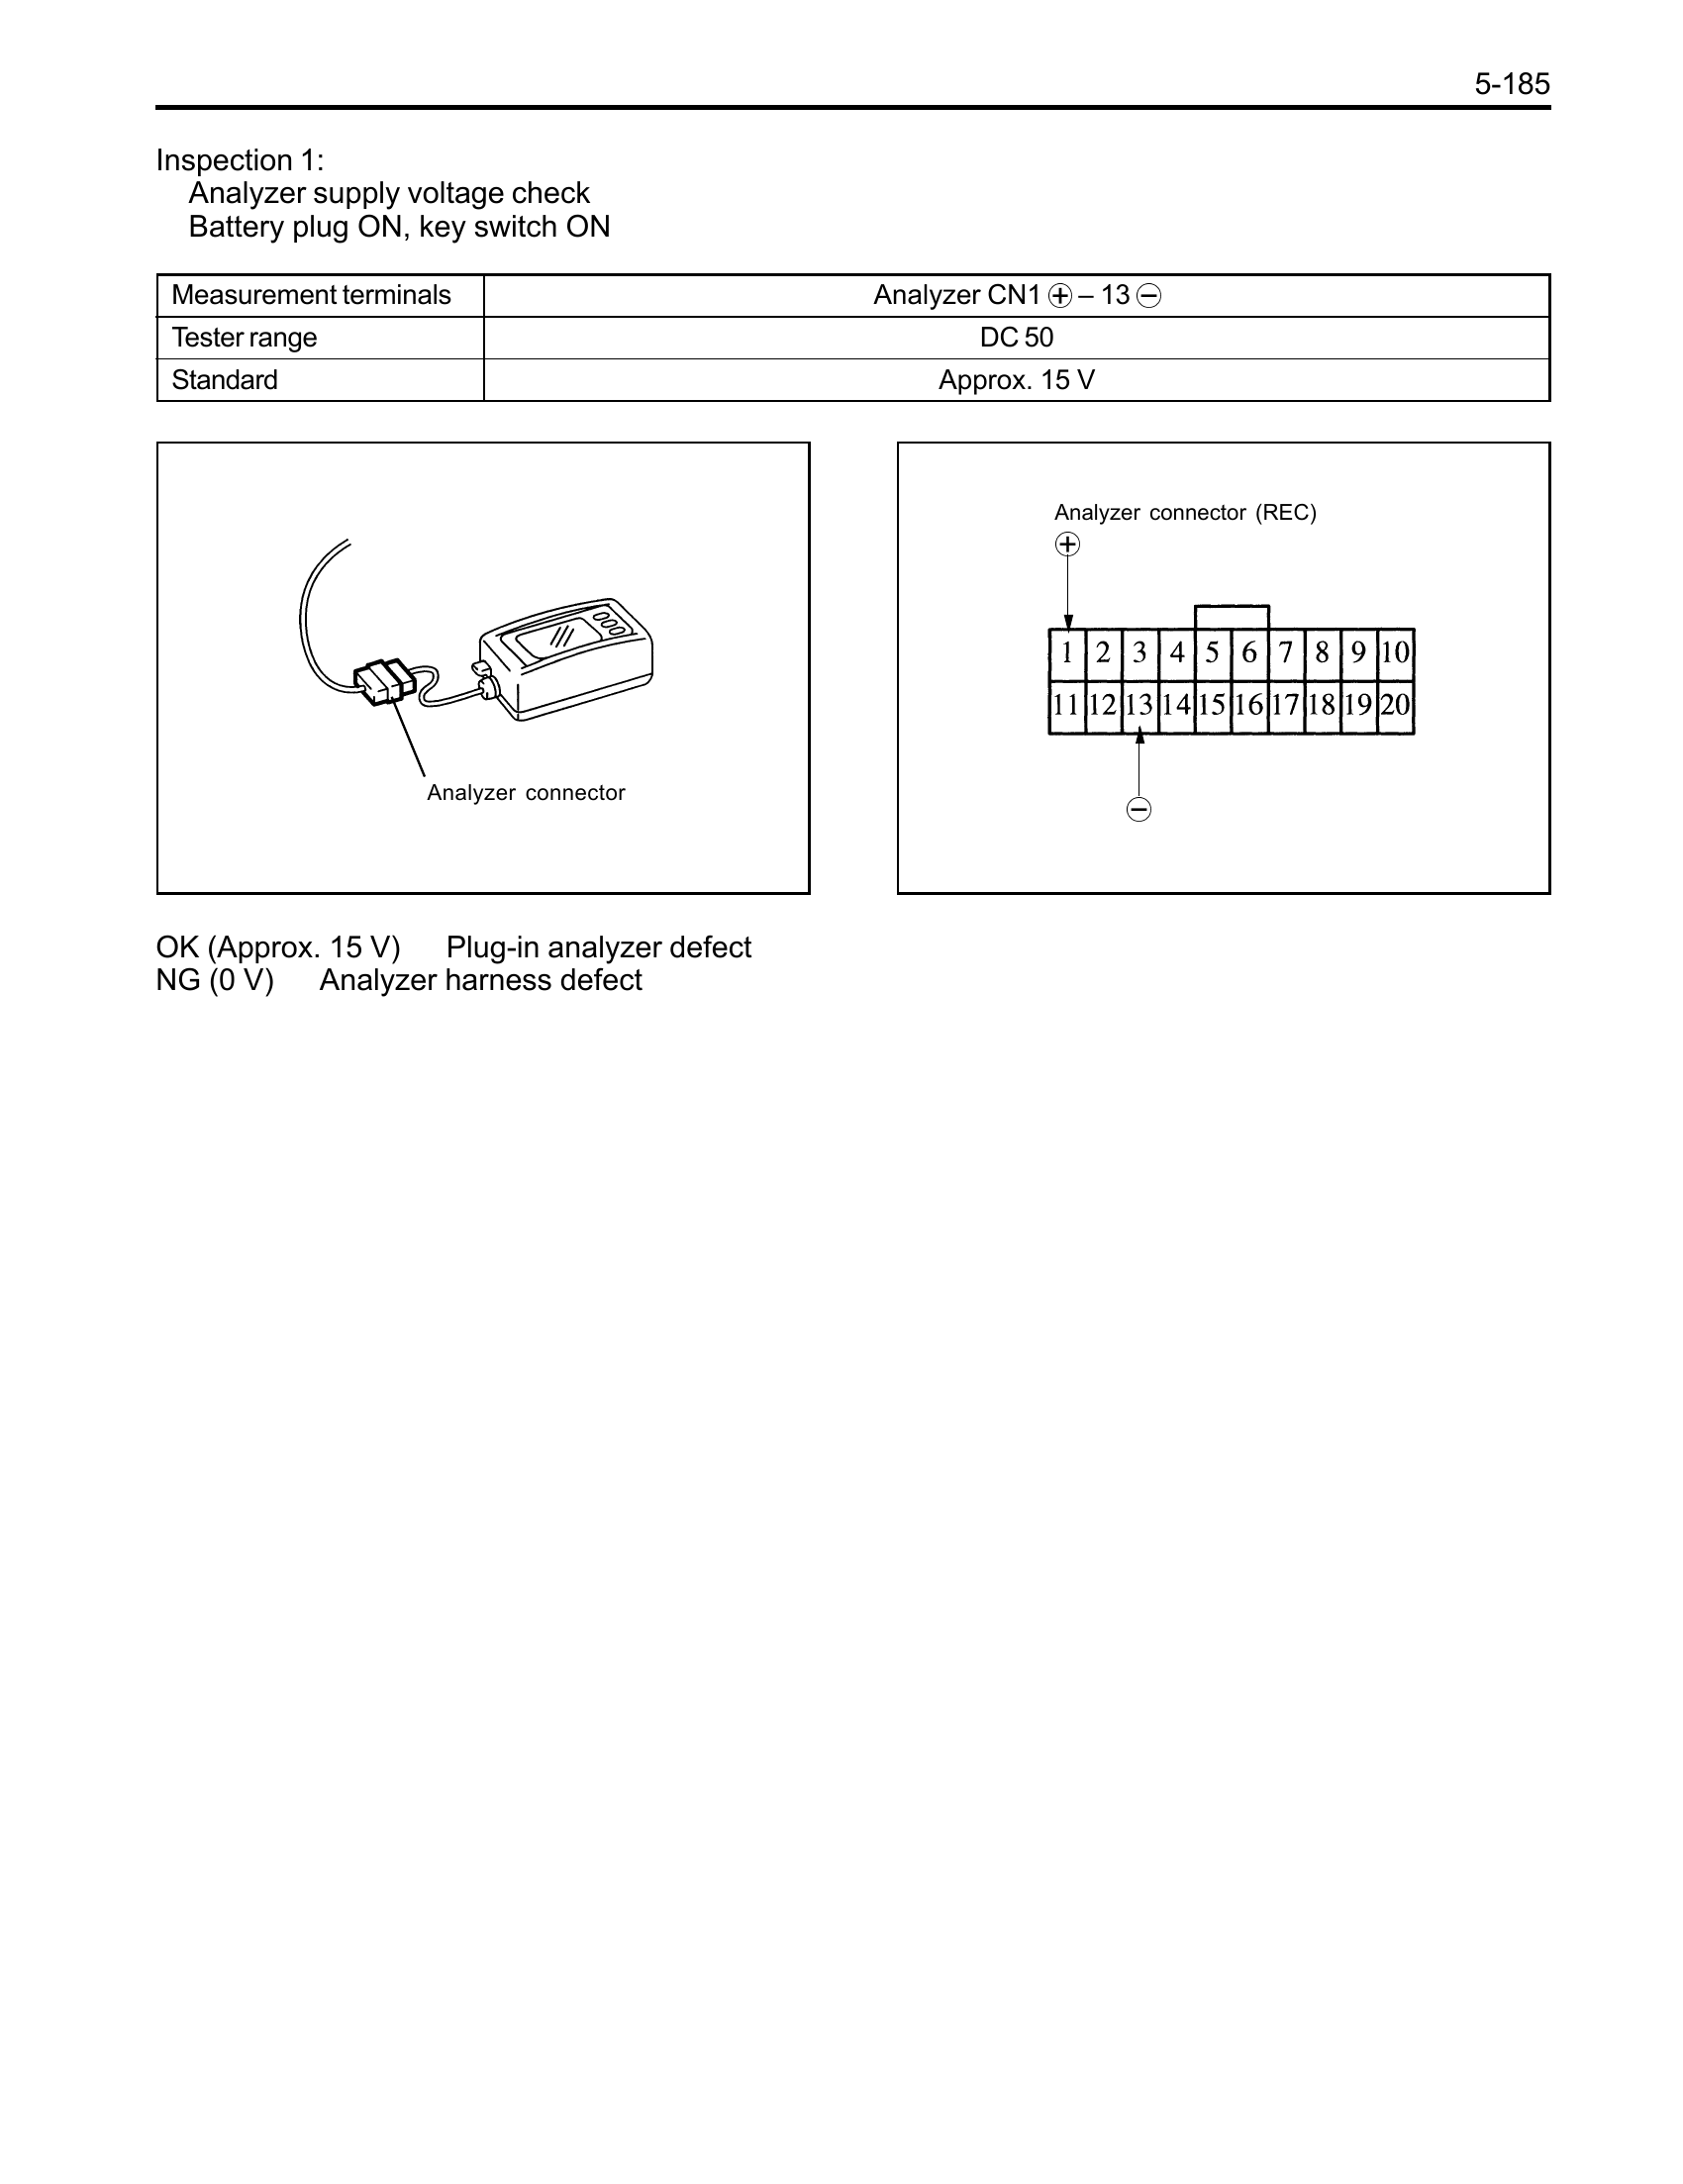 5-185
Inspection 1:
Analyzer supply voltage check
Battery plug ON, key switch ON
Measurement terminals Analyzer CN1 ⊕ – 13 ⊖
Tester range DC 50
Standard Approx. 15 V
Analyzer connector
Analyzer connector (REC)
⊕
1 2 3 4 5 6 7 8 9 10
11 12 13 14 15 16 17 18 19 20
⊖
OK (Approx. 15 V) Plug-in analyzer defect
NG (0 V) Analyzer harness defect